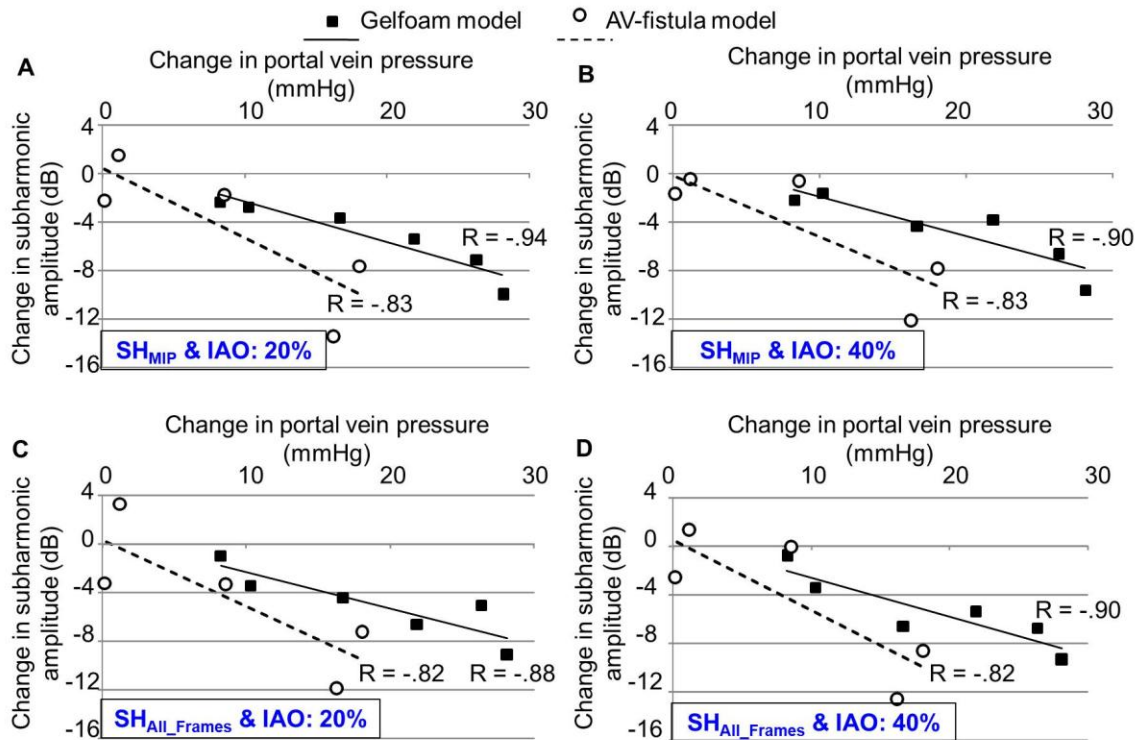 Gelfoam model
AV-fistula model
A
Change in portal vein pressure
(mmHg)
0 10 20 30
4
0
-4
-8
-12
-16
Change in subharmonic
amplitude (dB)
R = -.94
R = -.83
SHMIP & IAO: 20%
B
Change in portal vein pressure
(mmHg)
0 10 20 30
4
0
-4
-8
-12
-16
Change in subharmonic
amplitude (dB)
R = -.90
R = -.83
SHMIP & IAO: 40%
C
Change in portal vein pressure
(mmHg)
0 10 20 30
4
0
-4
-8
-12
-16
Change in subharmonic
amplitude (dB)
R = -.82 R = -.88
SHAll_Frames & IAO: 20%
D
Change in portal vein pressure
(mmHg)
0 10 20 30
4
0
-4
-8
-12
-16
Change in subharmonic
amplitude (dB)
R = -.90
R = -.82
SHAll_Frames & IAO: 40%